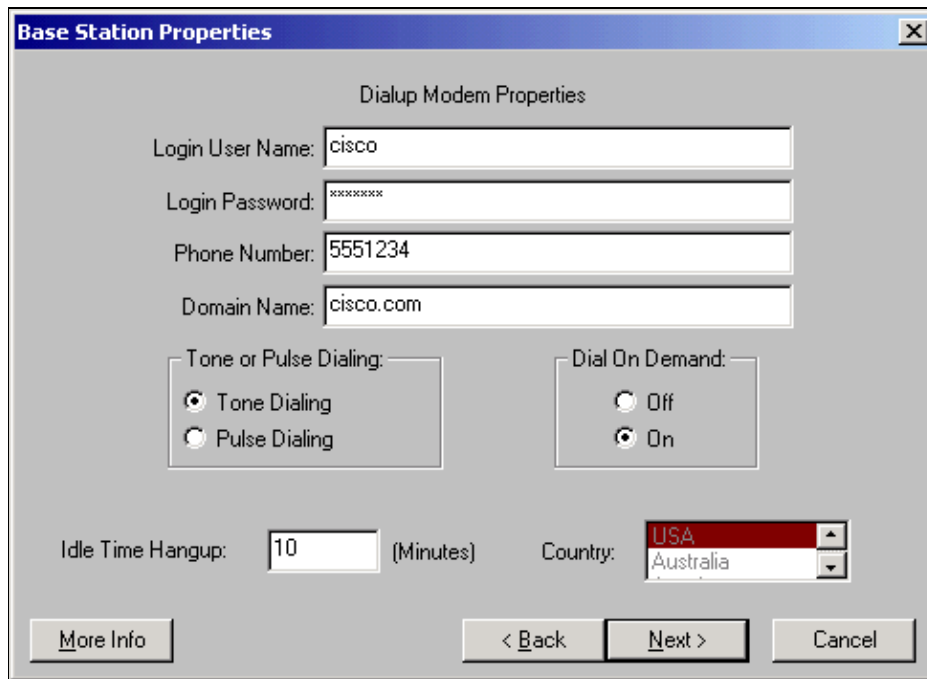 Base Station Properties
Dialup Modem Properties
Login User Name: cisco
Login Password: *******
Phone Number: 5551234
Domain Name: cisco.com
Tone or Pulse Dialing: Dial On Demand:
Tone Dialing Off
Pulse Dialing On
Idle Time Hangup: 10 (Minutes) Country: USA
Australia
More Info < Back Next > Cancel